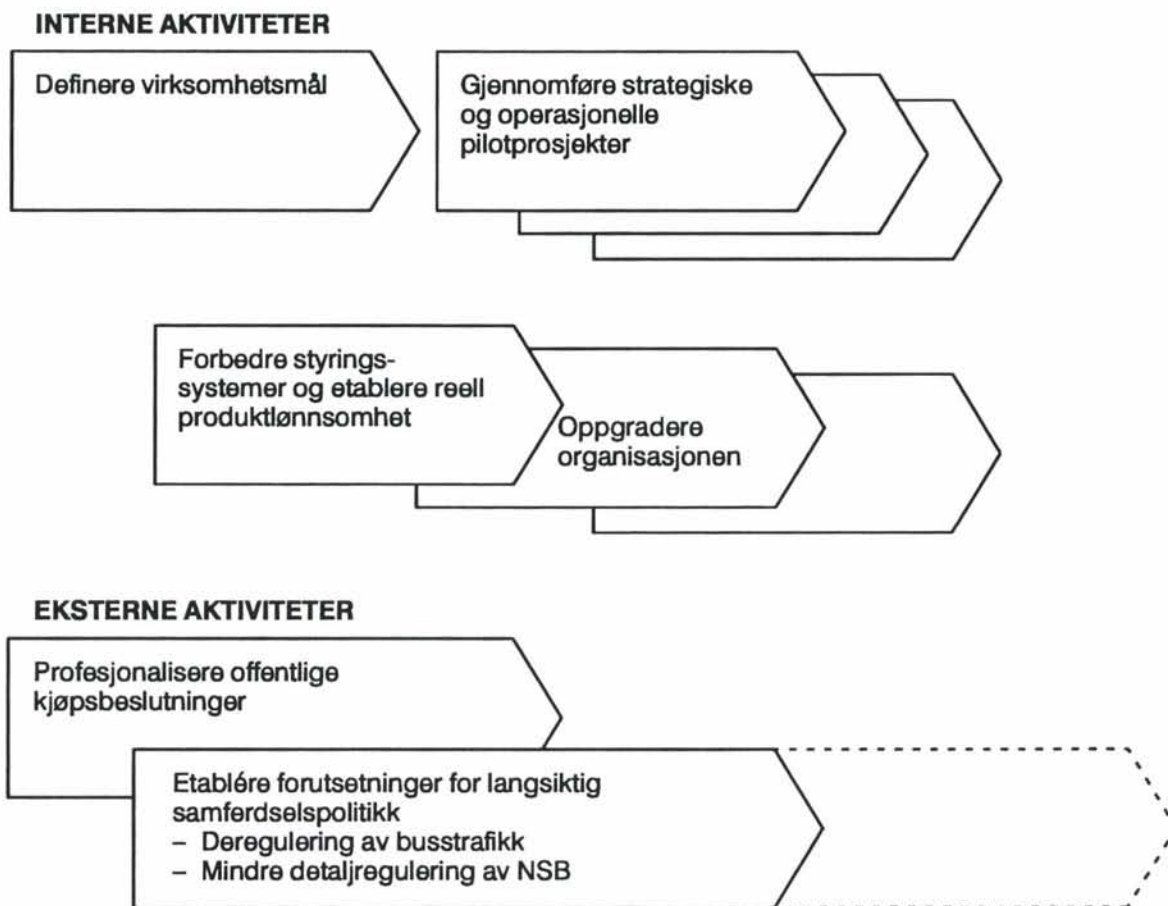 INTERNE AKTIVITETER
Definere virksomhetsmål
Gjennomføre strategiske
og operasjonelle
pilotprosjekter
Forbedre styrings-
systemer og etablere reell
produktlønnsomhet
Oppgradere
organisasjonen
EKSTERNE AKTIVITETER
Profesjonalisere offentlige
kjøpsbeslutninger
Etablére forutsetninger for langsiktig
samferdselspolitikk
– Deregulering av busstrafikk
– Mindre detaljregulering av NSB